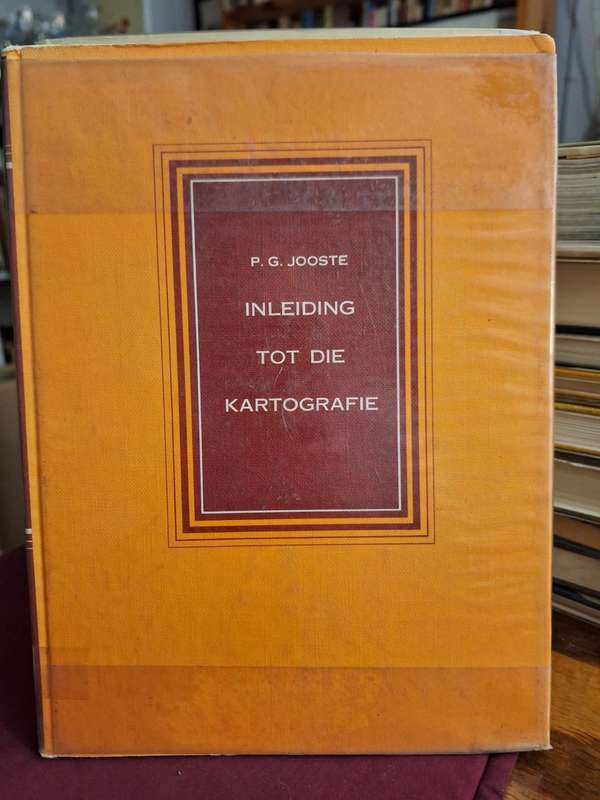 P. G. JOOSTE
INLEIDING
TOT DIE
KARTOGRAFIE